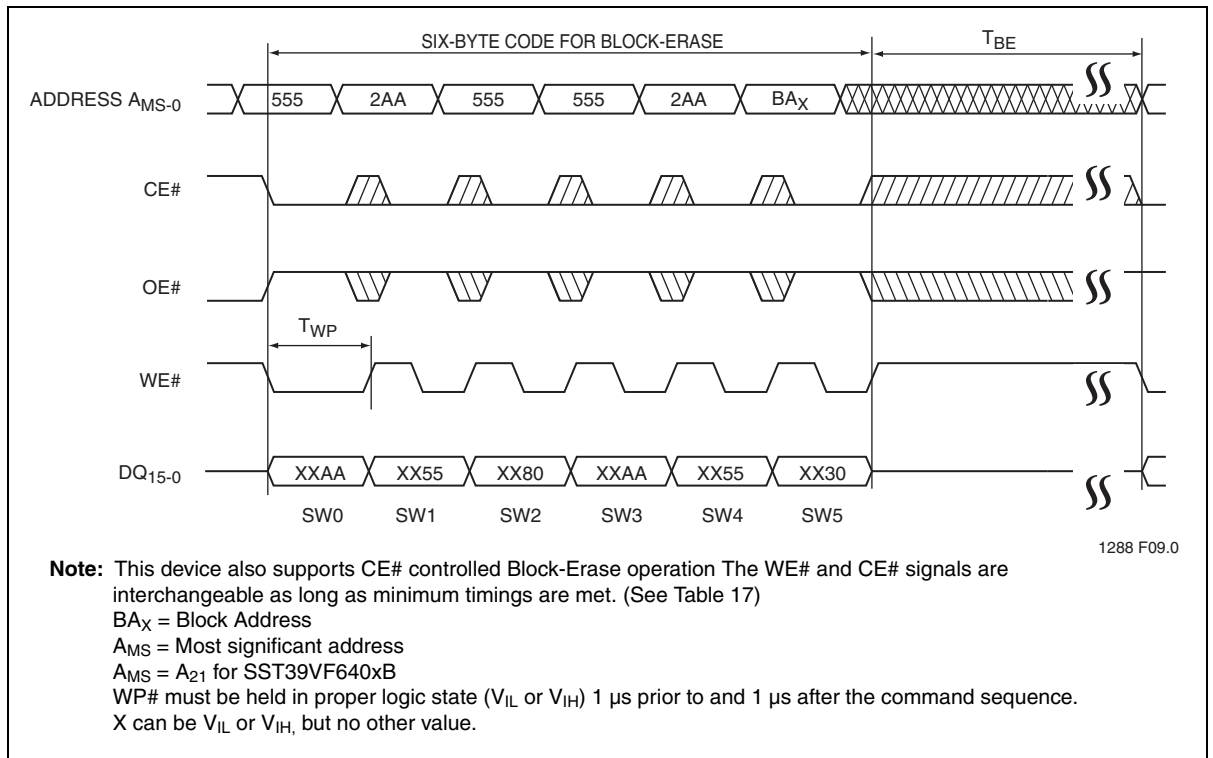 SIX-BYTE CODE FOR BLOCK-ERASE
TBE
ADDRESS AMS-0
555 2AA 555 555 2AA BAX
CE#
OE#
TWP
WE#
DQ15-0
XXAA XX55 XX80 XXAA XX55 XX30
SW0 SW1 SW2 SW3 SW4 SW5
1288 F09.0
Note: This device also supports CE# controlled Block-Erase operation The WE# and CE# signals are
interchangeable as long as minimum timings are met. (See Table 17)
BAX = Block Address
AMS = Most significant address
AMS = A21 for SST39VF640xB
WP# must be held in proper logic state (VIL or VIH) 1 µs prior to and 1 µs after the command sequence.
X can be VIL or VIH, but no other value.